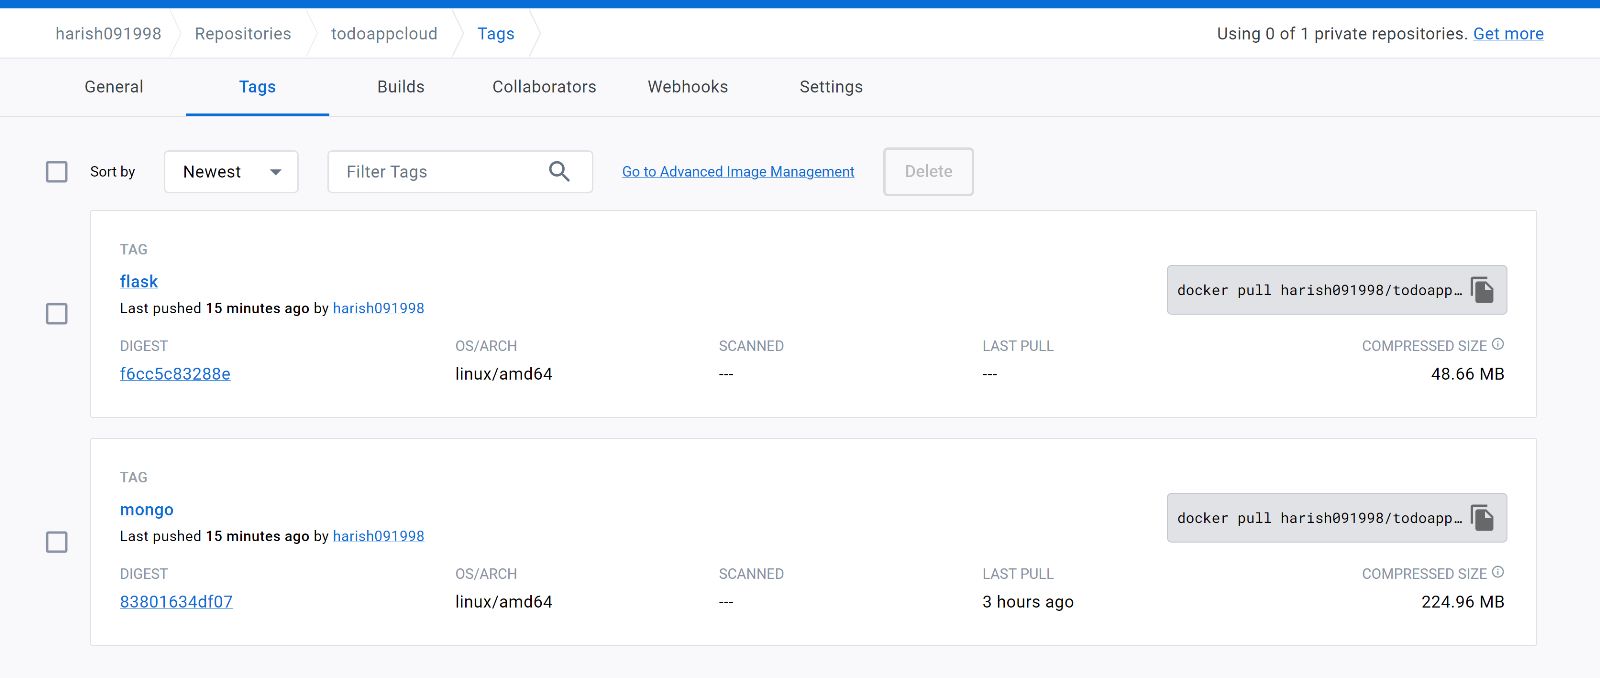 harish091998 Repositories todoappcloud Tags Using 0 of 1 private repositories. Get more
General Tags Builds Collaborators Webhooks Settings
Sort by Newest Filter Tags Go to Advanced Image Management Delete
TAG
flask
docker pull harish091998/todoapp…
Last pushed 15 minutes ago by harish091998
DIGEST OS/ARCH SCANNED LAST PULL COMPRESSED SIZE
f6cc5c83288e linux/amd64 --- --- 48.66 MB
TAG
mongo
docker pull harish091998/todoapp…
Last pushed 15 minutes ago by harish091998
DIGEST OS/ARCH SCANNED LAST PULL COMPRESSED SIZE
83801634df07 linux/amd64 --- 3 hours ago 224.96 MB